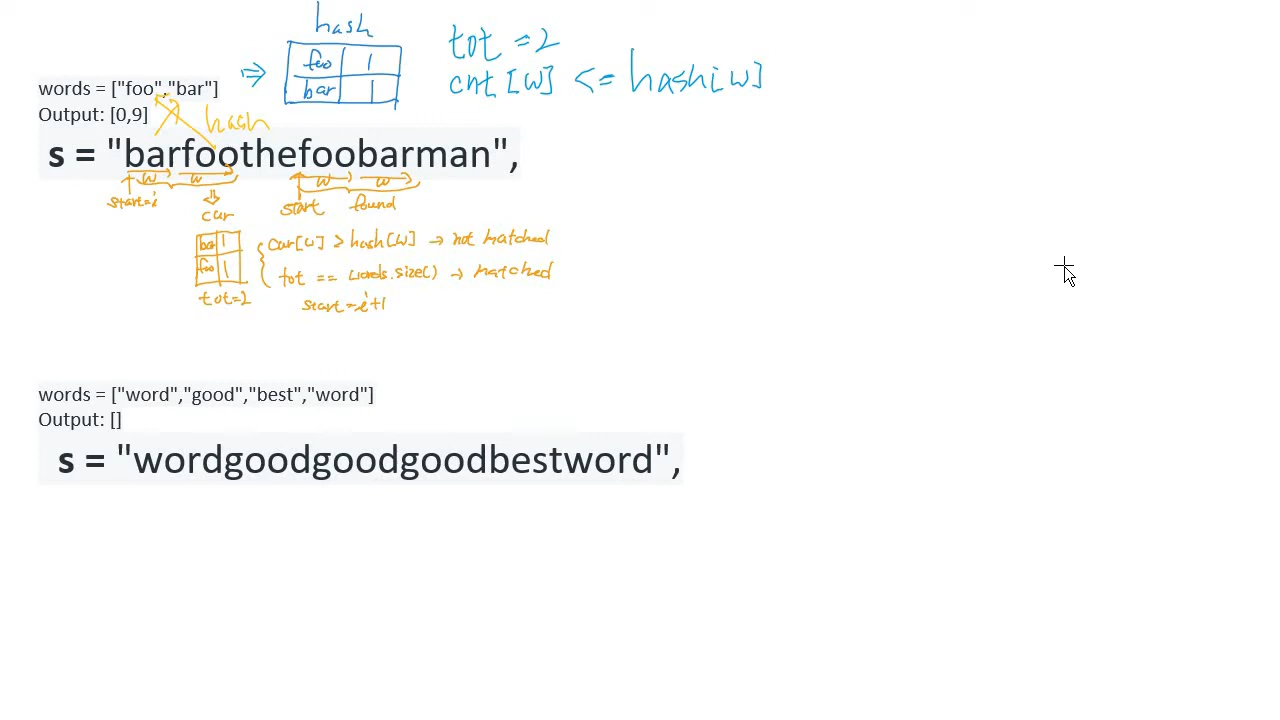 hash
foo 1
bar 1
tot = 2
cnt[w] <= hash[w]
words = ["foo","bar"]
Output: [0,9]
hash
s = "barfoothefoobarman",
w w w w
start=i start found
cur
bar 1
foo 1
tot=2
cur[w] > hash[w] → not matched
tot == words.size() → matched
start=i+1
words = ["word","good","best","word"]
Output: []
s = "wordgoodgoodgoodbestword",